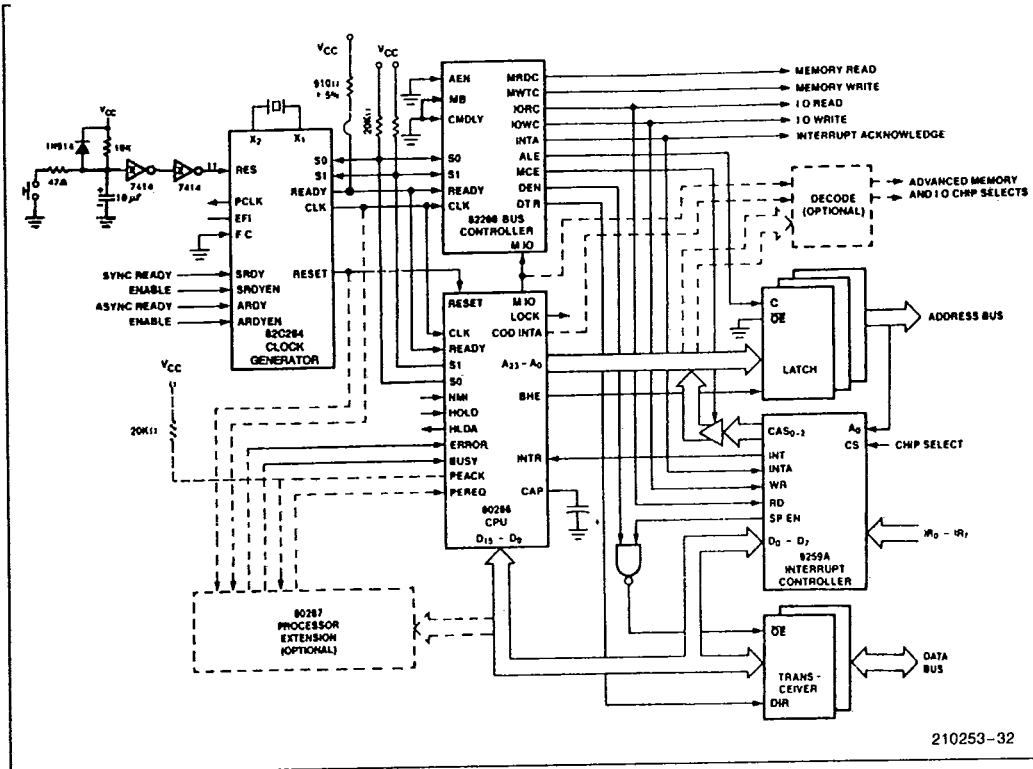 VCC
1N914
10K
47Ω
10 µF
7414
7414
X2
X1
RES
PCLK
EFI
FC
SYNC READY
SRDY
ENABLE
SRDYEN
ASYNC READY
ARDY
ENABLE
ARDYEN
S0
S1
READY
CLK
RESET
82C284
CLOCK
GENERATOR
VCC
910Ω
± 5%
VCC
20KΩ
AEN
MB
CMDLY
S0
S1
READY
CLK
MRDC
MWTC
IORC
IOWC
INTA
ALE
MCE
DEN
DTR
BUS
CONTROLLER
M IO
MEMORY READ
MEMORY WRITE
I O READ
I O WRITE
INTERRUPT ACKNOWLEDGE
DECODE
(OPTIONAL)
ADVANCED MEMORY
AND I O CHIP SELECTS
RESET
M IO
LOCK
COD INTA
CLK
READY
S1
S0
A23 – A0
BHE
NMI
HOLD
HLDA
ERROR
BUSY
PEACK
PEREQ
INTR
CAP
80286
CPU
D15 - D0
VCC
20KΩ
C
OE
LATCH
ADDRESS BUS
CAS0-2
A0
CS
CHIP SELECT
INT
INTA
WR
RD
SP EN
D0 - D7
IR0 – IR7
8259A
INTERRUPT
CONTROLLER
80287
PROCESSOR
EXTENSION
(OPTIONAL)
OE
TRANS-
CEIVER
DIR
DATA
BUS
210253–32